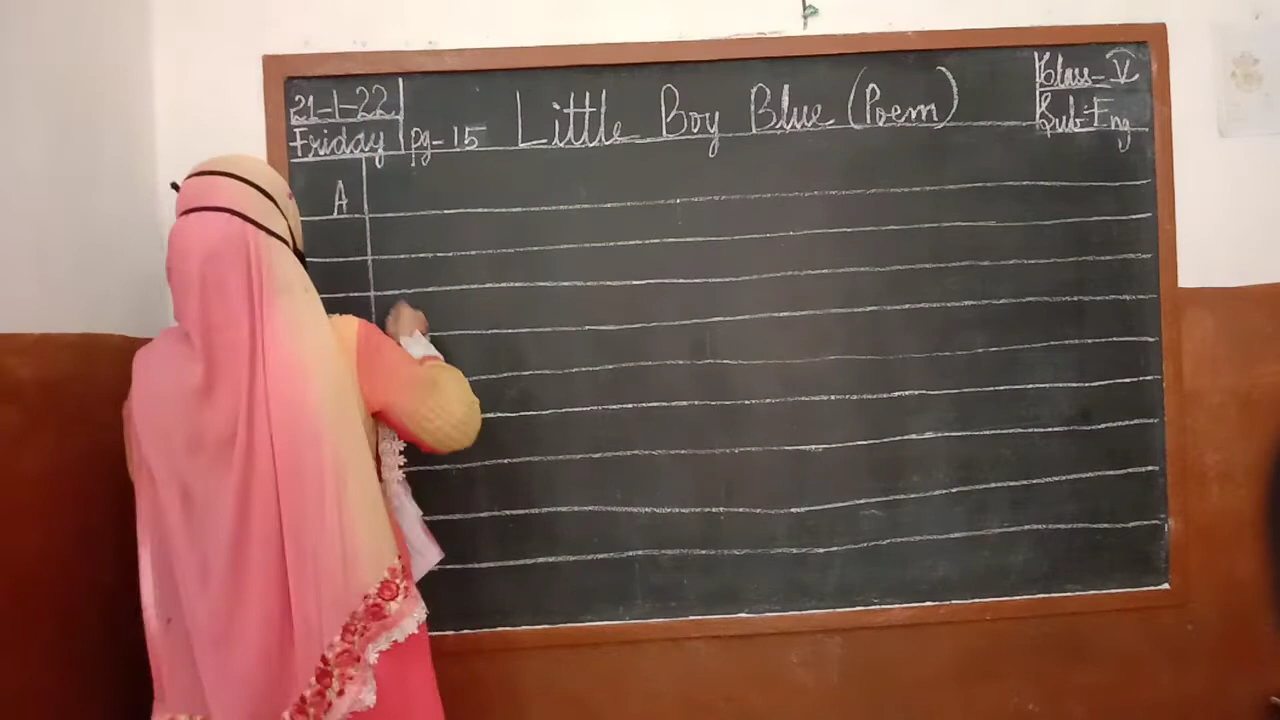 21-1-22
Friday
pg-15
Little Boy Blue (Poem)
Class-V
Sub:Eng
A